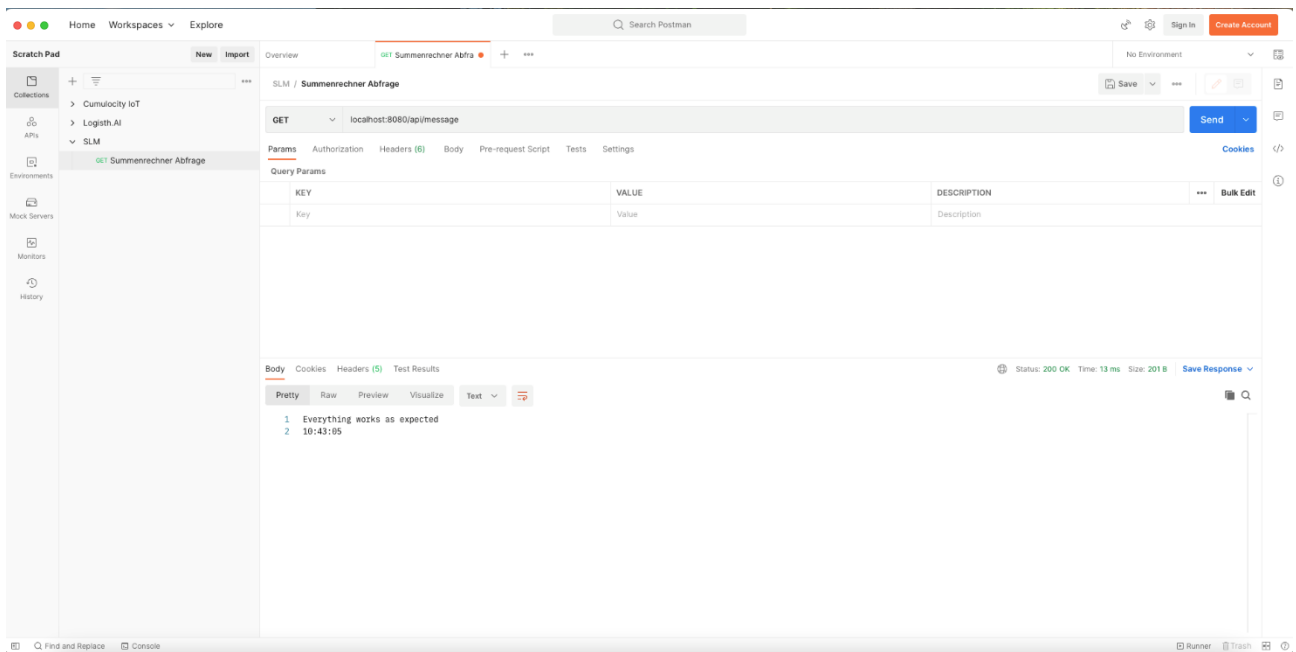 Home Workspaces Explore Search Postman Sign In Create Account
Scratch Pad New Import Overview GET Summenrechner Abfra No Environment
Collections
APIs
Environments
Mock Servers
Monitors
History
Cumulocity IoT
Logisth.AI
SLM
GET Summenrechner Abfrage
SLM / Summenrechner Abfrage Save
GET localhost:8080/api/message Send
Params Authorization Headers (6) Body Pre-request Script Tests Settings Cookies
Query Params
KEY VALUE DESCRIPTION Bulk Edit
Key Value Description
Body Cookies Headers (5) Test Results Status: 200 OK Time: 13 ms Size: 201 B Save Response
Pretty Raw Preview Visualize Text
1 Everything works as expected
2 10:43:05
Find and Replace Console Runner Trash